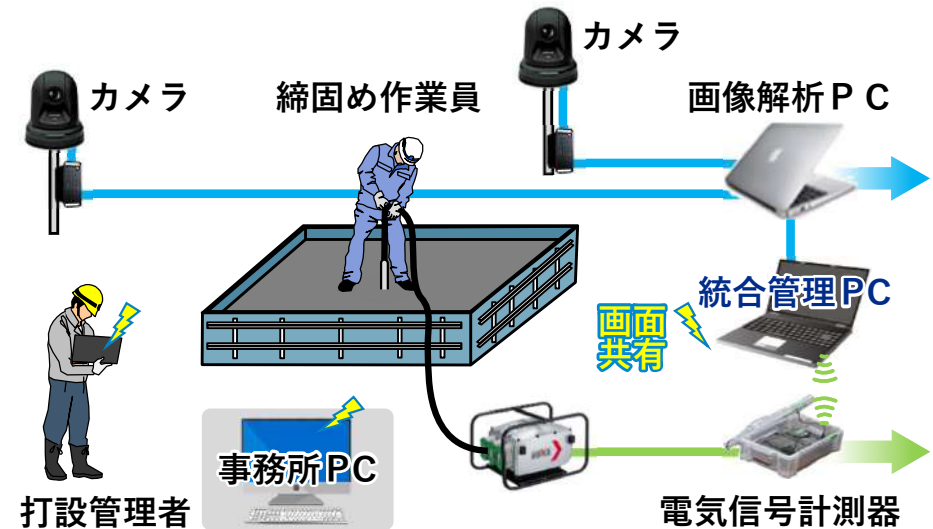 カメラ
カメラ
締固め作業員
画像解析PC
統合管理PC
画面
共有
事務所PC
打設管理者
電気信号計測器